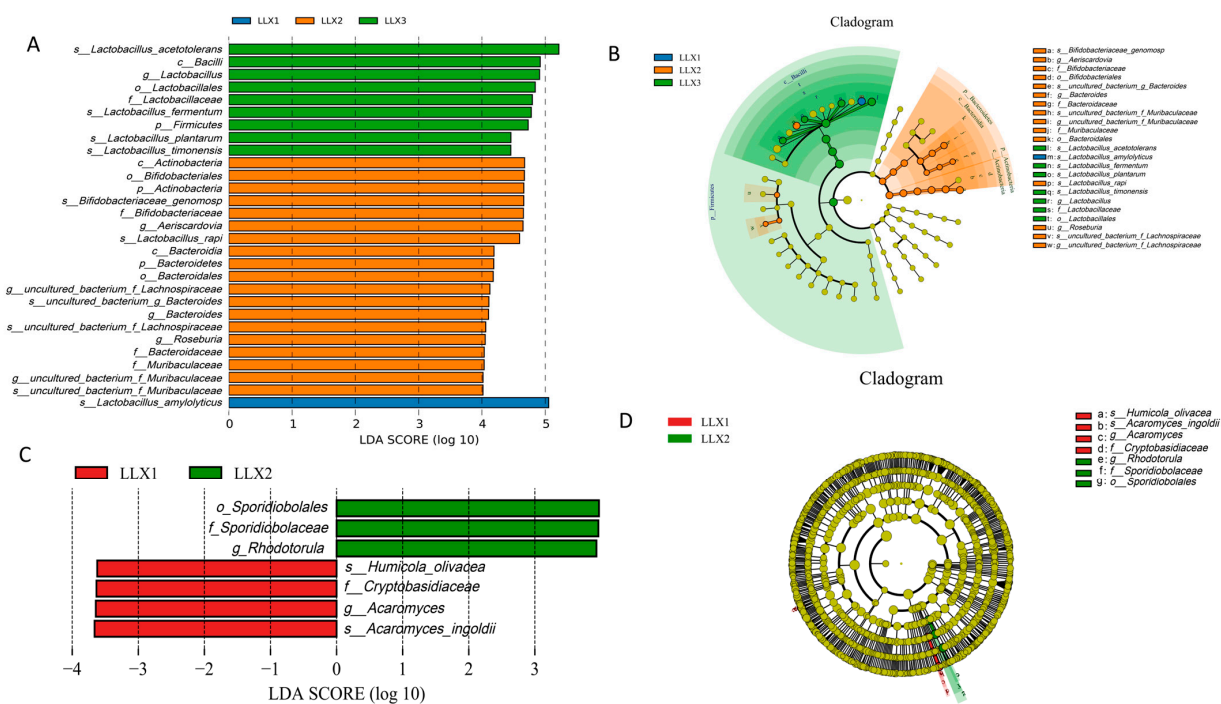 LLX1 LLX2 LLX3
A
s__Lactobacillus_acetotolerans
c__Bacilli
g__Lactobacillus
o__Lactobacillales
f__Lactobacillaceae
s__Lactobacillus_fermentum
p__Firmicutes
s__Lactobacillus_plantarum
s__Lactobacillus_timonensis
c__Actinobacteria
o__Bifidobacteriales
p__Actinobacteria
s__Bifidobacteriaceae_genomosp
f__Bifidobacteriaceae
g__Aeriscardovia
s__Lactobacillus_rapi
c__Bacteroidia
p__Bacteroidetes
o__Bacteroidales
g__uncultured_bacterium_f_Lachnospiraceae
s__uncultured_bacterium_g_Bacteroides
g__Bacteroides
s__uncultured_bacterium_f_Lachnospiraceae
g__Roseburia
f__Bacteroidaceae
f__Muribaculaceae
g__uncultured_bacterium_f_Muribaculaceae
s__uncultured_bacterium_f_Muribaculaceae
s__Lactobacillus_amylolyticus
0 1 2 3 4 5
LDA SCORE (log 10)
Cladogram
B
LLX1
LLX2
LLX3
c__Bacilli
p__Firmicutes
p__Bacteroidetes
c__Bacteroidia
p__Actinobacteria
c__Actinobacteria
a: s__Bifidobacteriaceae_genomosp
b: g__Aeriscardovia
c: f__Bifidobacteriaceae
d: o__Bifidobacteriales
e: s__uncultured_bacterium_g_Bacteroides
f: g__Bacteroides
g: f__Bacteroidaceae
h: s__uncultured_bacterium_f_Muribaculaceae
i: g__uncultured_bacterium_f_Muribaculaceae
j: f__Muribaculaceae
k: o__Bacteroidales
l: s__Lactobacillus_acetotolerans
m: s__Lactobacillus_amylolyticus
n: s__Lactobacillus_fermentum
o: s__Lactobacillus_plantarum
p: s__Lactobacillus_rapi
q: s__Lactobacillus_timonensis
r: g__Lactobacillus
s: f__Lactobacillaceae
t: o__Lactobacillales
u: g__Roseburia
v: s__uncultured_bacterium_f_Lachnospiraceae
w: g__uncultured_bacterium_f_Lachnospiraceae
C
LLX1 LLX2
o_Sporidiobolales
f_Sporidiobolaceae
g_Rhodotorula
s__Humicola_olivacea
f__Cryptobasidiaceae
g__Acaromyces
s__Acaromyces_ingoldii
−4 −3 −2 −1 0 1 2 3
LDA SCORE (log 10)
Cladogram
D
LLX1
LLX2
a: s__Humicola_olivacea
b: s__Acaromyces_ingoldii
c: g__Acaromyces
d: f__Cryptobasidiaceae
e: g__Rhodotorula
f: f__Sporidiobolaceae
g: o__Sporidiobolales